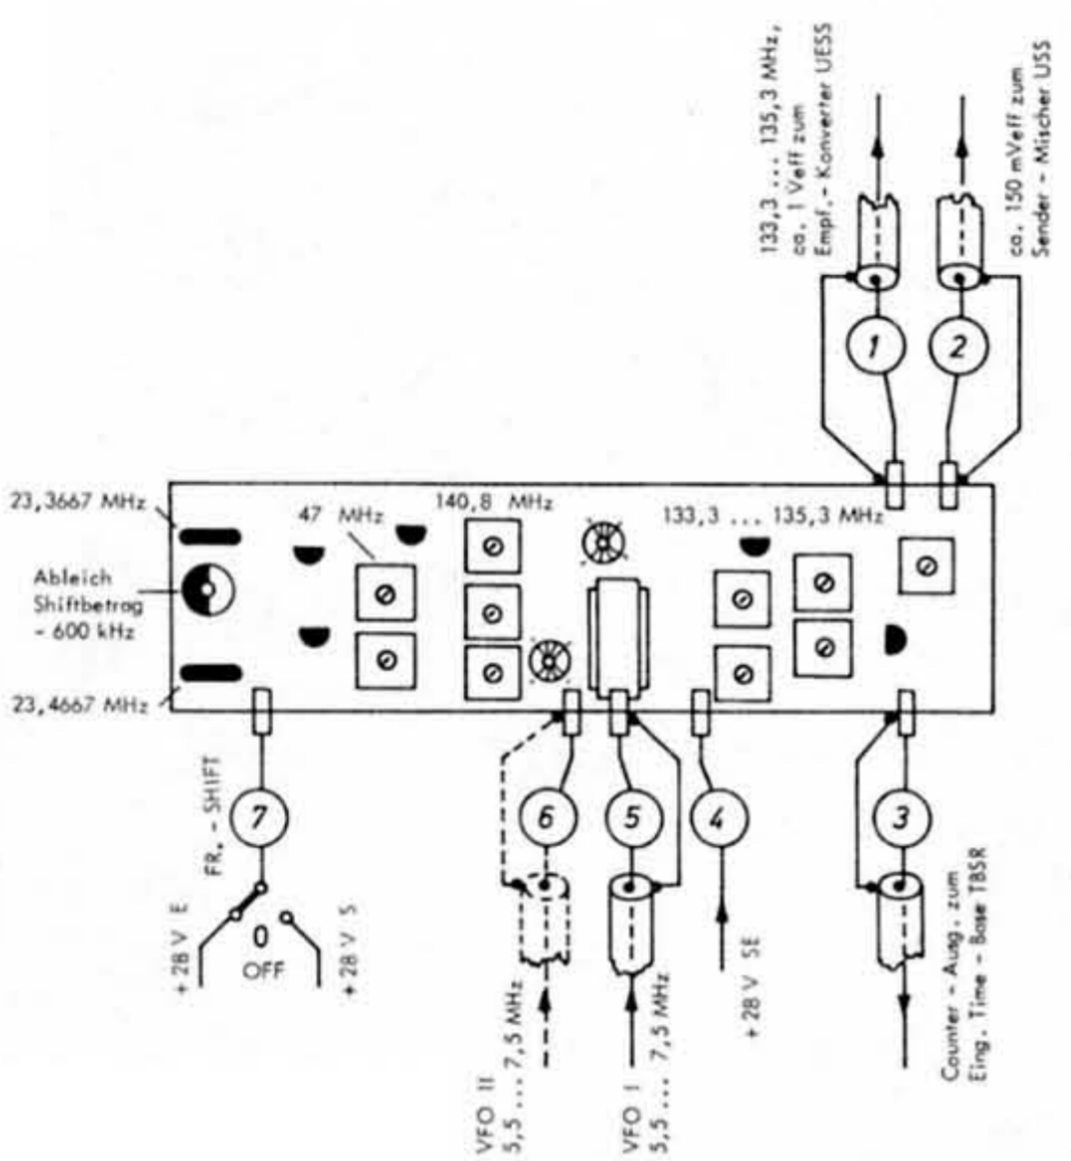 133,3 ... 135,3 MHz,
ca. 1 Veff zum
Empf.- Konverter UESS
ca. 150 mVeff zum
Sender - Mischer USS
1
2
23,3667 MHz
47 MHz
140,8 MHz
133,3 ... 135,3 MHz
Ableich
Shiftbetrag
- 600 kHz
23,4667 MHz
FR. - SHIFT
7
6
5
4
3
+ 28 V E
0
OFF
+ 28 V S
VFO II
5,5 ... 7,5 MHz
VFO I
5,5 ... 7,5 MHz
+ 28 V SE
Counter - Ausg. zum
Eing. Time - Base TBSR